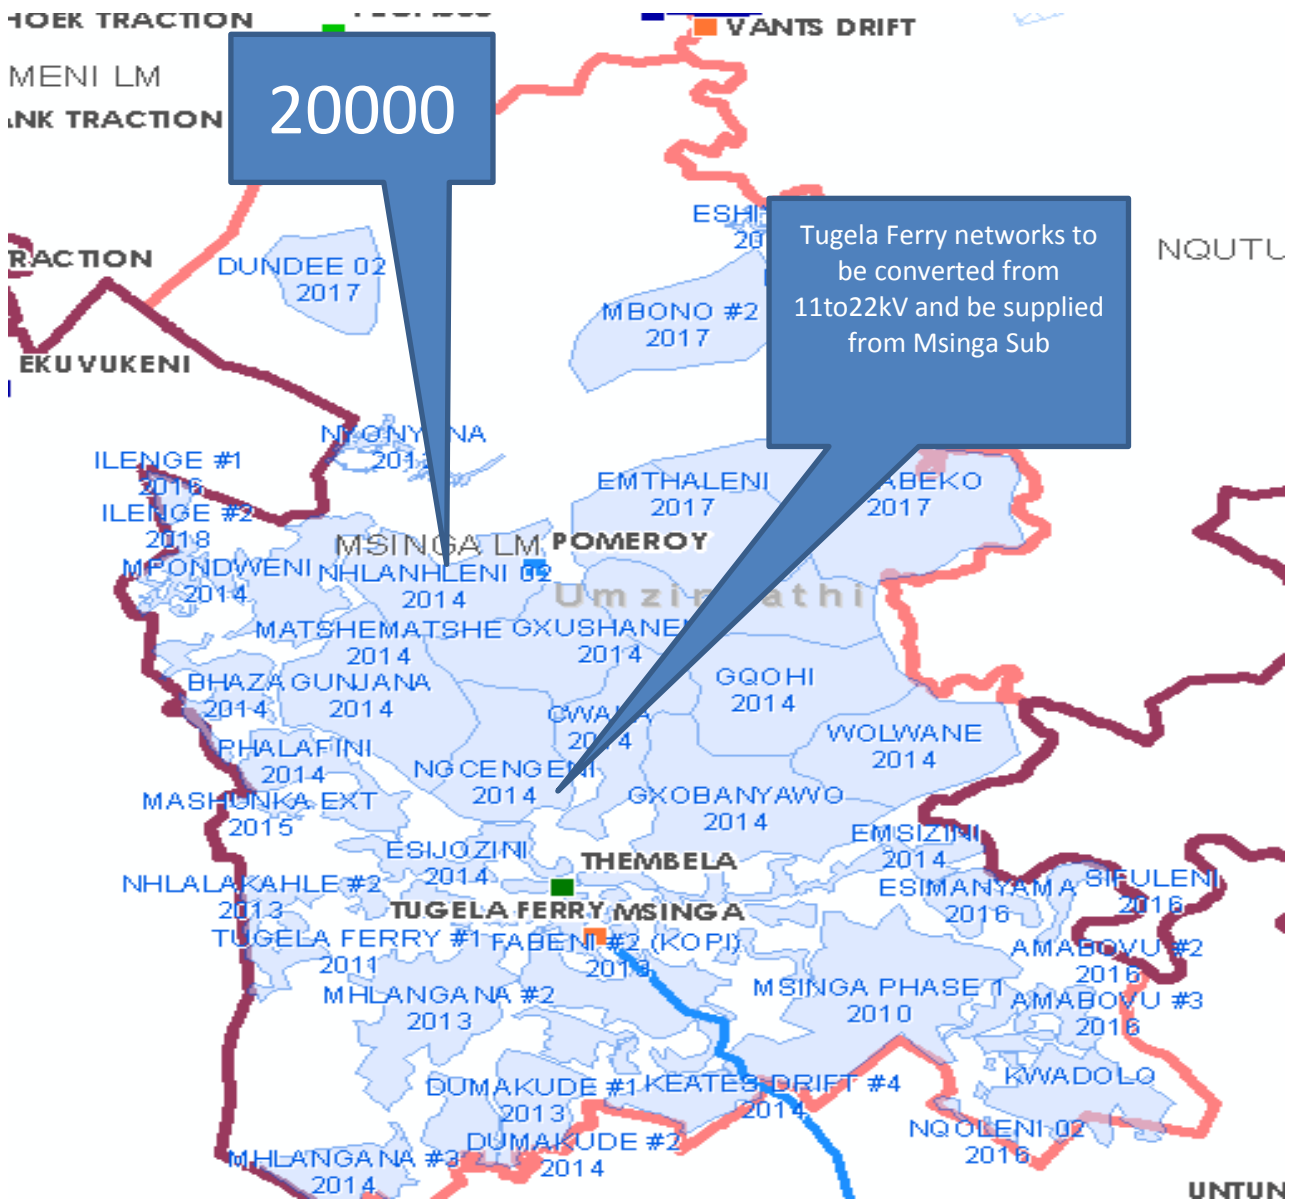 HOEK TRACTION
VANTS DRIFT
MENI LM
NK TRACTION
20000
Tugela Ferry networks to
be converted from
11to22kV and be supplied
from Msinga Sub
NQUTU
RACTION
DUNDEE 02
2017
MBONO #2
2017
EKUVUKENI
ILENGE #1
2016
ILENGE #2
2018
EMTHALENI
2017
ABEKO
2017
MSINGA LM
POMEROY
MPONDWENI
2014
NHLANHLENI 02
2014
MATSHEMATSHE
2014
GXUSHANE
2014
BHAZA
2014
GUNJANA
2014
GQOHI
2014
CWAKA
2014
WOLWANE
2014
PHALAFINI
2014
NGCENGENI
2014
GXOBANYAWO
2014
MASHUNKA EXT
2015
ESIJOZINI
2014
THEMBELA
EMSIZINI
2014
NHLALAKAHLE #2
2013
ESIMANYAMA
2016
SIFULENI
2016
TUGELA FERRY
MSINGA
TUGELA FERRY #1
2011
FABENI #2 (KOPI)
2013
AMABOVU #2
2016
MHLANGANA #2
2013
MSINGA PHASE 1
2010
AMABOVU #3
2016
DUMAKUDE #1
2013
KEATES DRIFT #4
2014
KWADOLO
NQOLENI 02
2016
DUMAKUDE #2
2014
MHLANGANA #3
2014
UNTUN